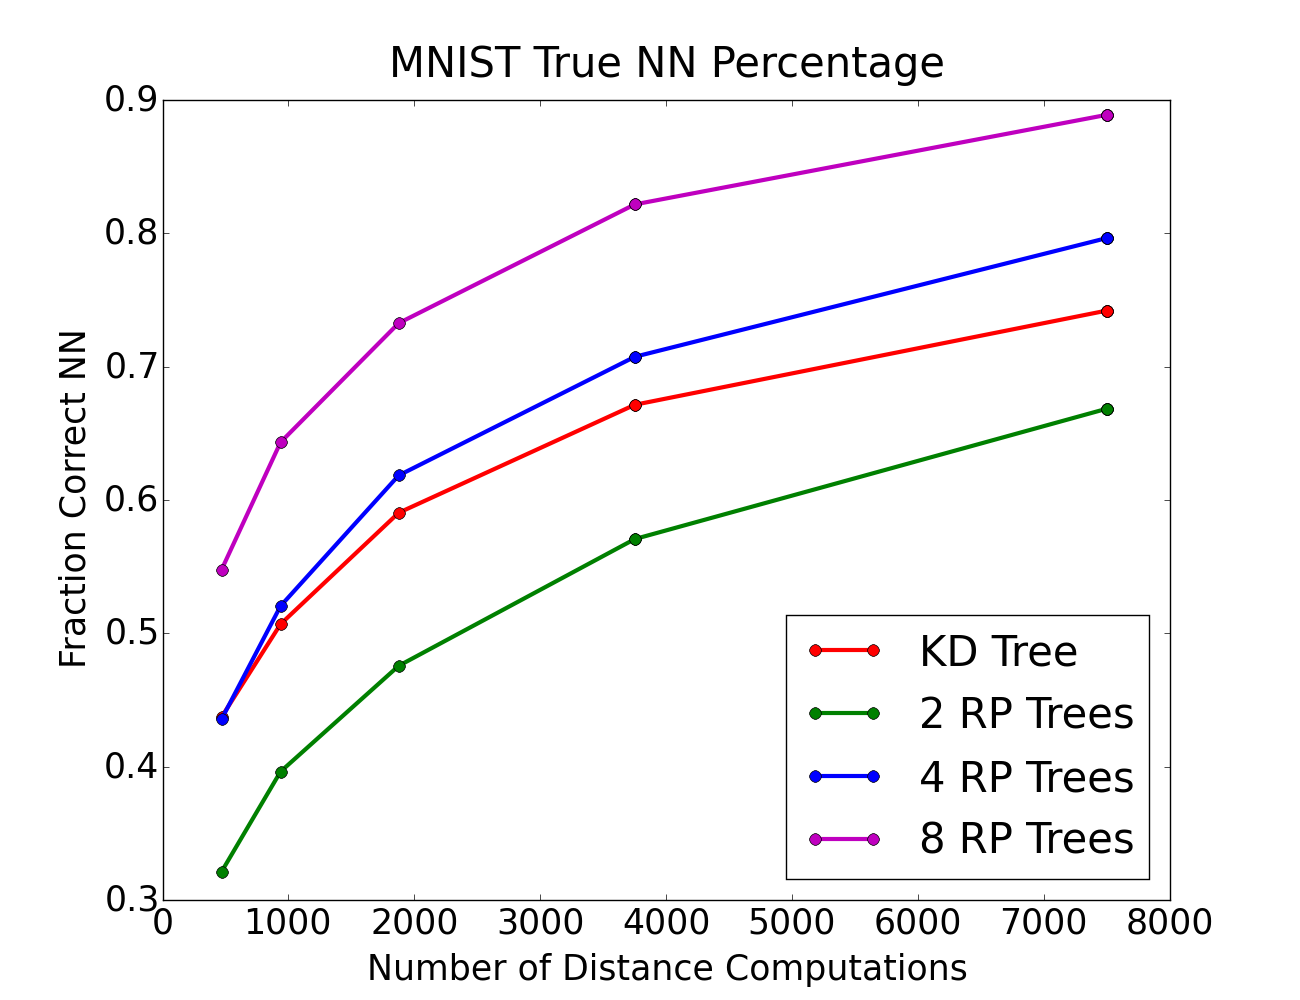 MNIST True NN Percentage
0.9
0.8
0.7
0.6
0.5
0.4
0.3
Fraction Correct NN
KD Tree
2 RP Trees
4 RP Trees
8 RP Trees
0 1000 2000 3000 4000 5000 6000 7000 8000
Number of Distance Computations